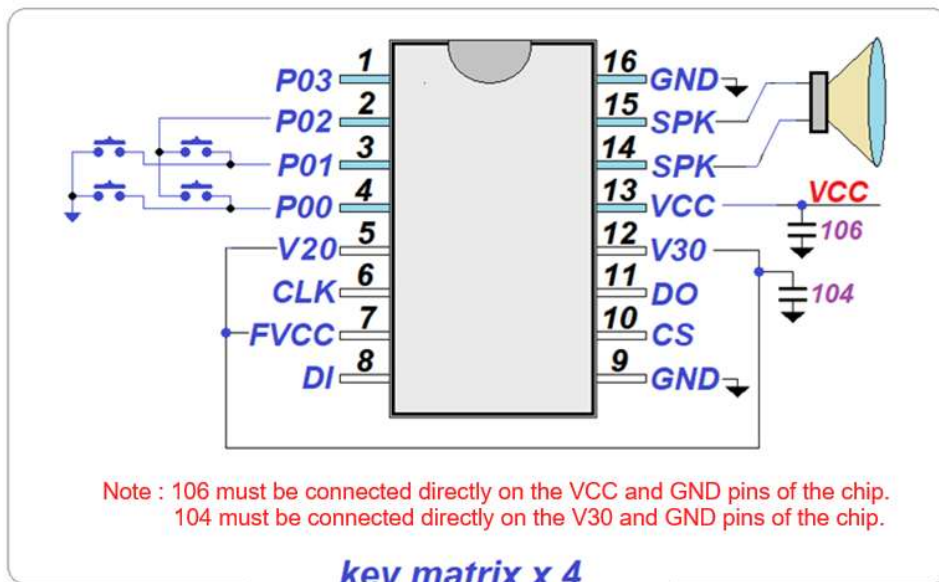 1
P03
2
P02
3
P01
4
P00
5
V20
6
CLK
7
FVCC
8
DI
16
GND
15
SPK
14
SPK
13
VCC
VCC
106
12
V30
11
DO
104
10
CS
9
GND
Note : 106 must be connected directly on the VCC and GND pins of the chip.
104 must be connected directly on the V30 and GND pins of the chip.
key matrix x 4